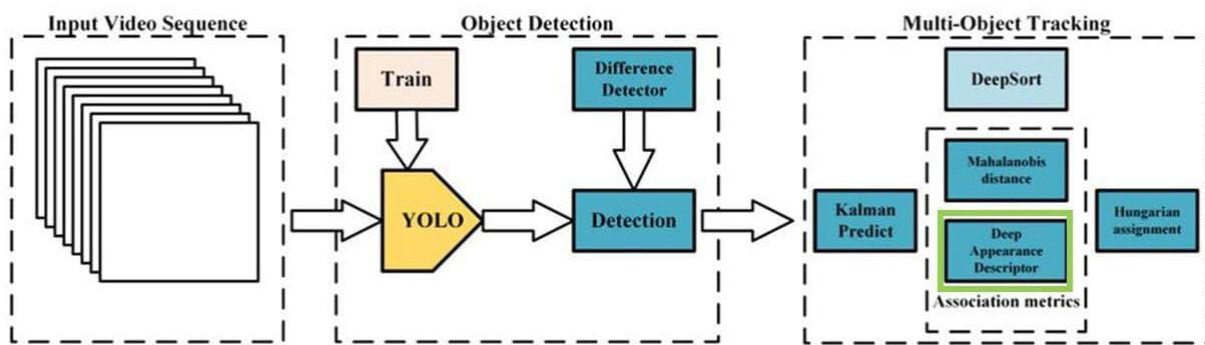 Input Video Sequence
Object Detection
Train
Difference
Detector
YOLO
Detection
Multi-Object Tracking
DeepSort
Kalman
Predict
Mahalanobis
distance
Deep
Appearance
Descriptor
Association metrics
Hungarian
assignment